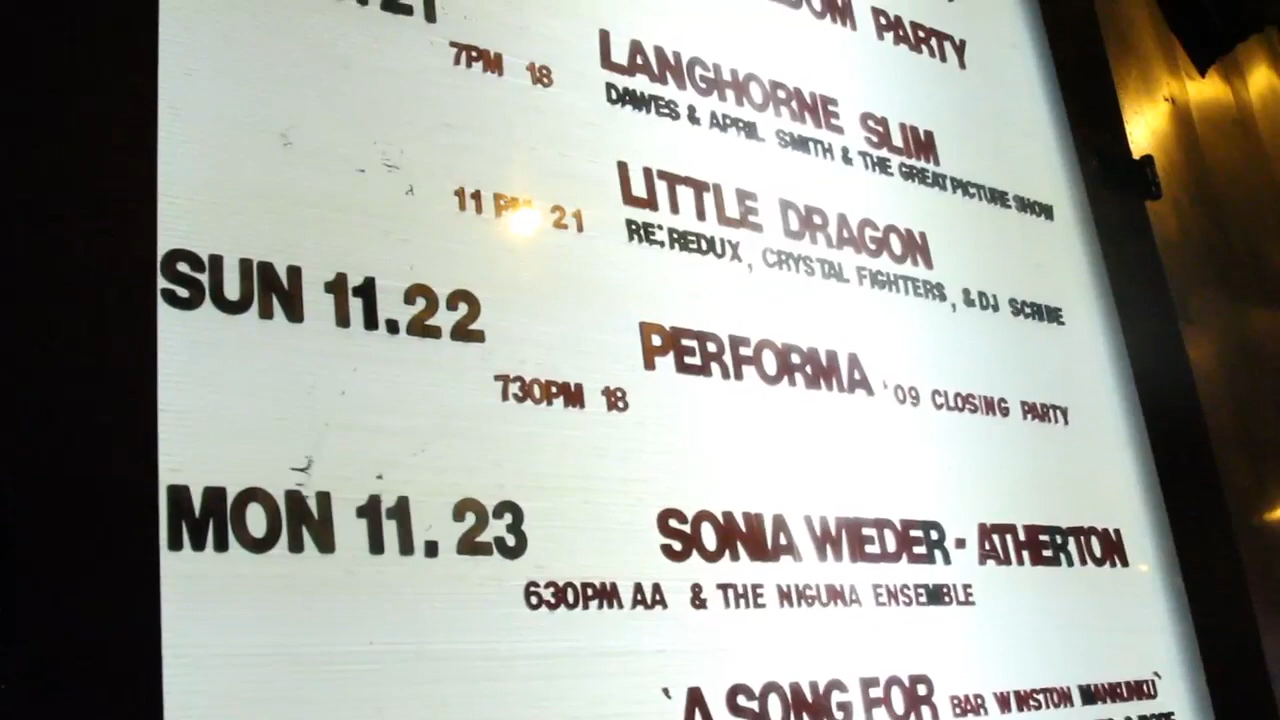 PARTY
7PM 18 LANGHORNE SLIM
DAWES & APRIL SMITH & THE GREAT PICTURE SHOW
11 PM 21 LITTLE DRAGON
RE:REDUX, CRYSTAL FIGHTERS, & DJ SCRIBE
SUN 11.22
730PM 18 PERFORMA '09 CLOSING PARTY
MON 11.23 SONIA WIEDER-ATHERTON
630PM AA & THE NIGUNA ENSEMBLE
'A SONG FOR BAR WINSTON MANKUNKU'